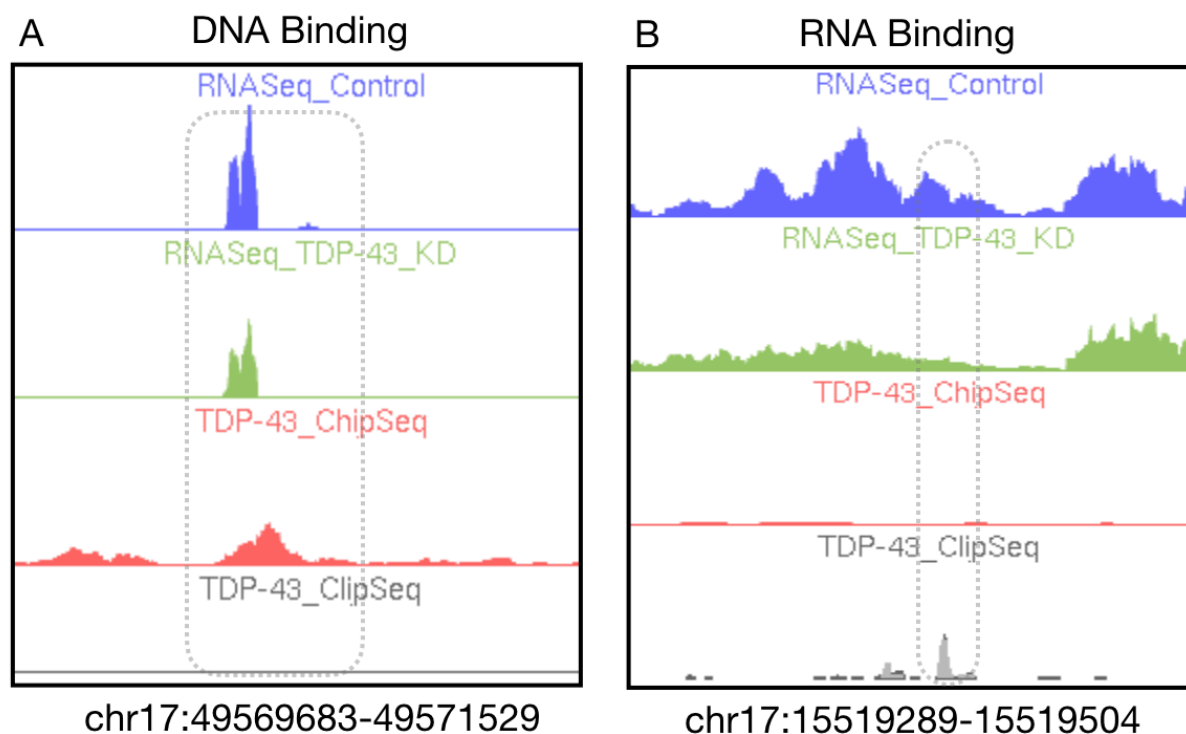 A
DNA Binding
RNASeq_Control
RNASeq_TDP-43_KD
TDP-43_ChipSeq
TDP-43_ClipSeq
chr17:49569683-49571529
B
RNA Binding
RNASeq_Control
RNASeq_TDP-43_KD
TDP-43_ChipSeq
TDP-43_ClipSeq
chr17:15519289-15519504